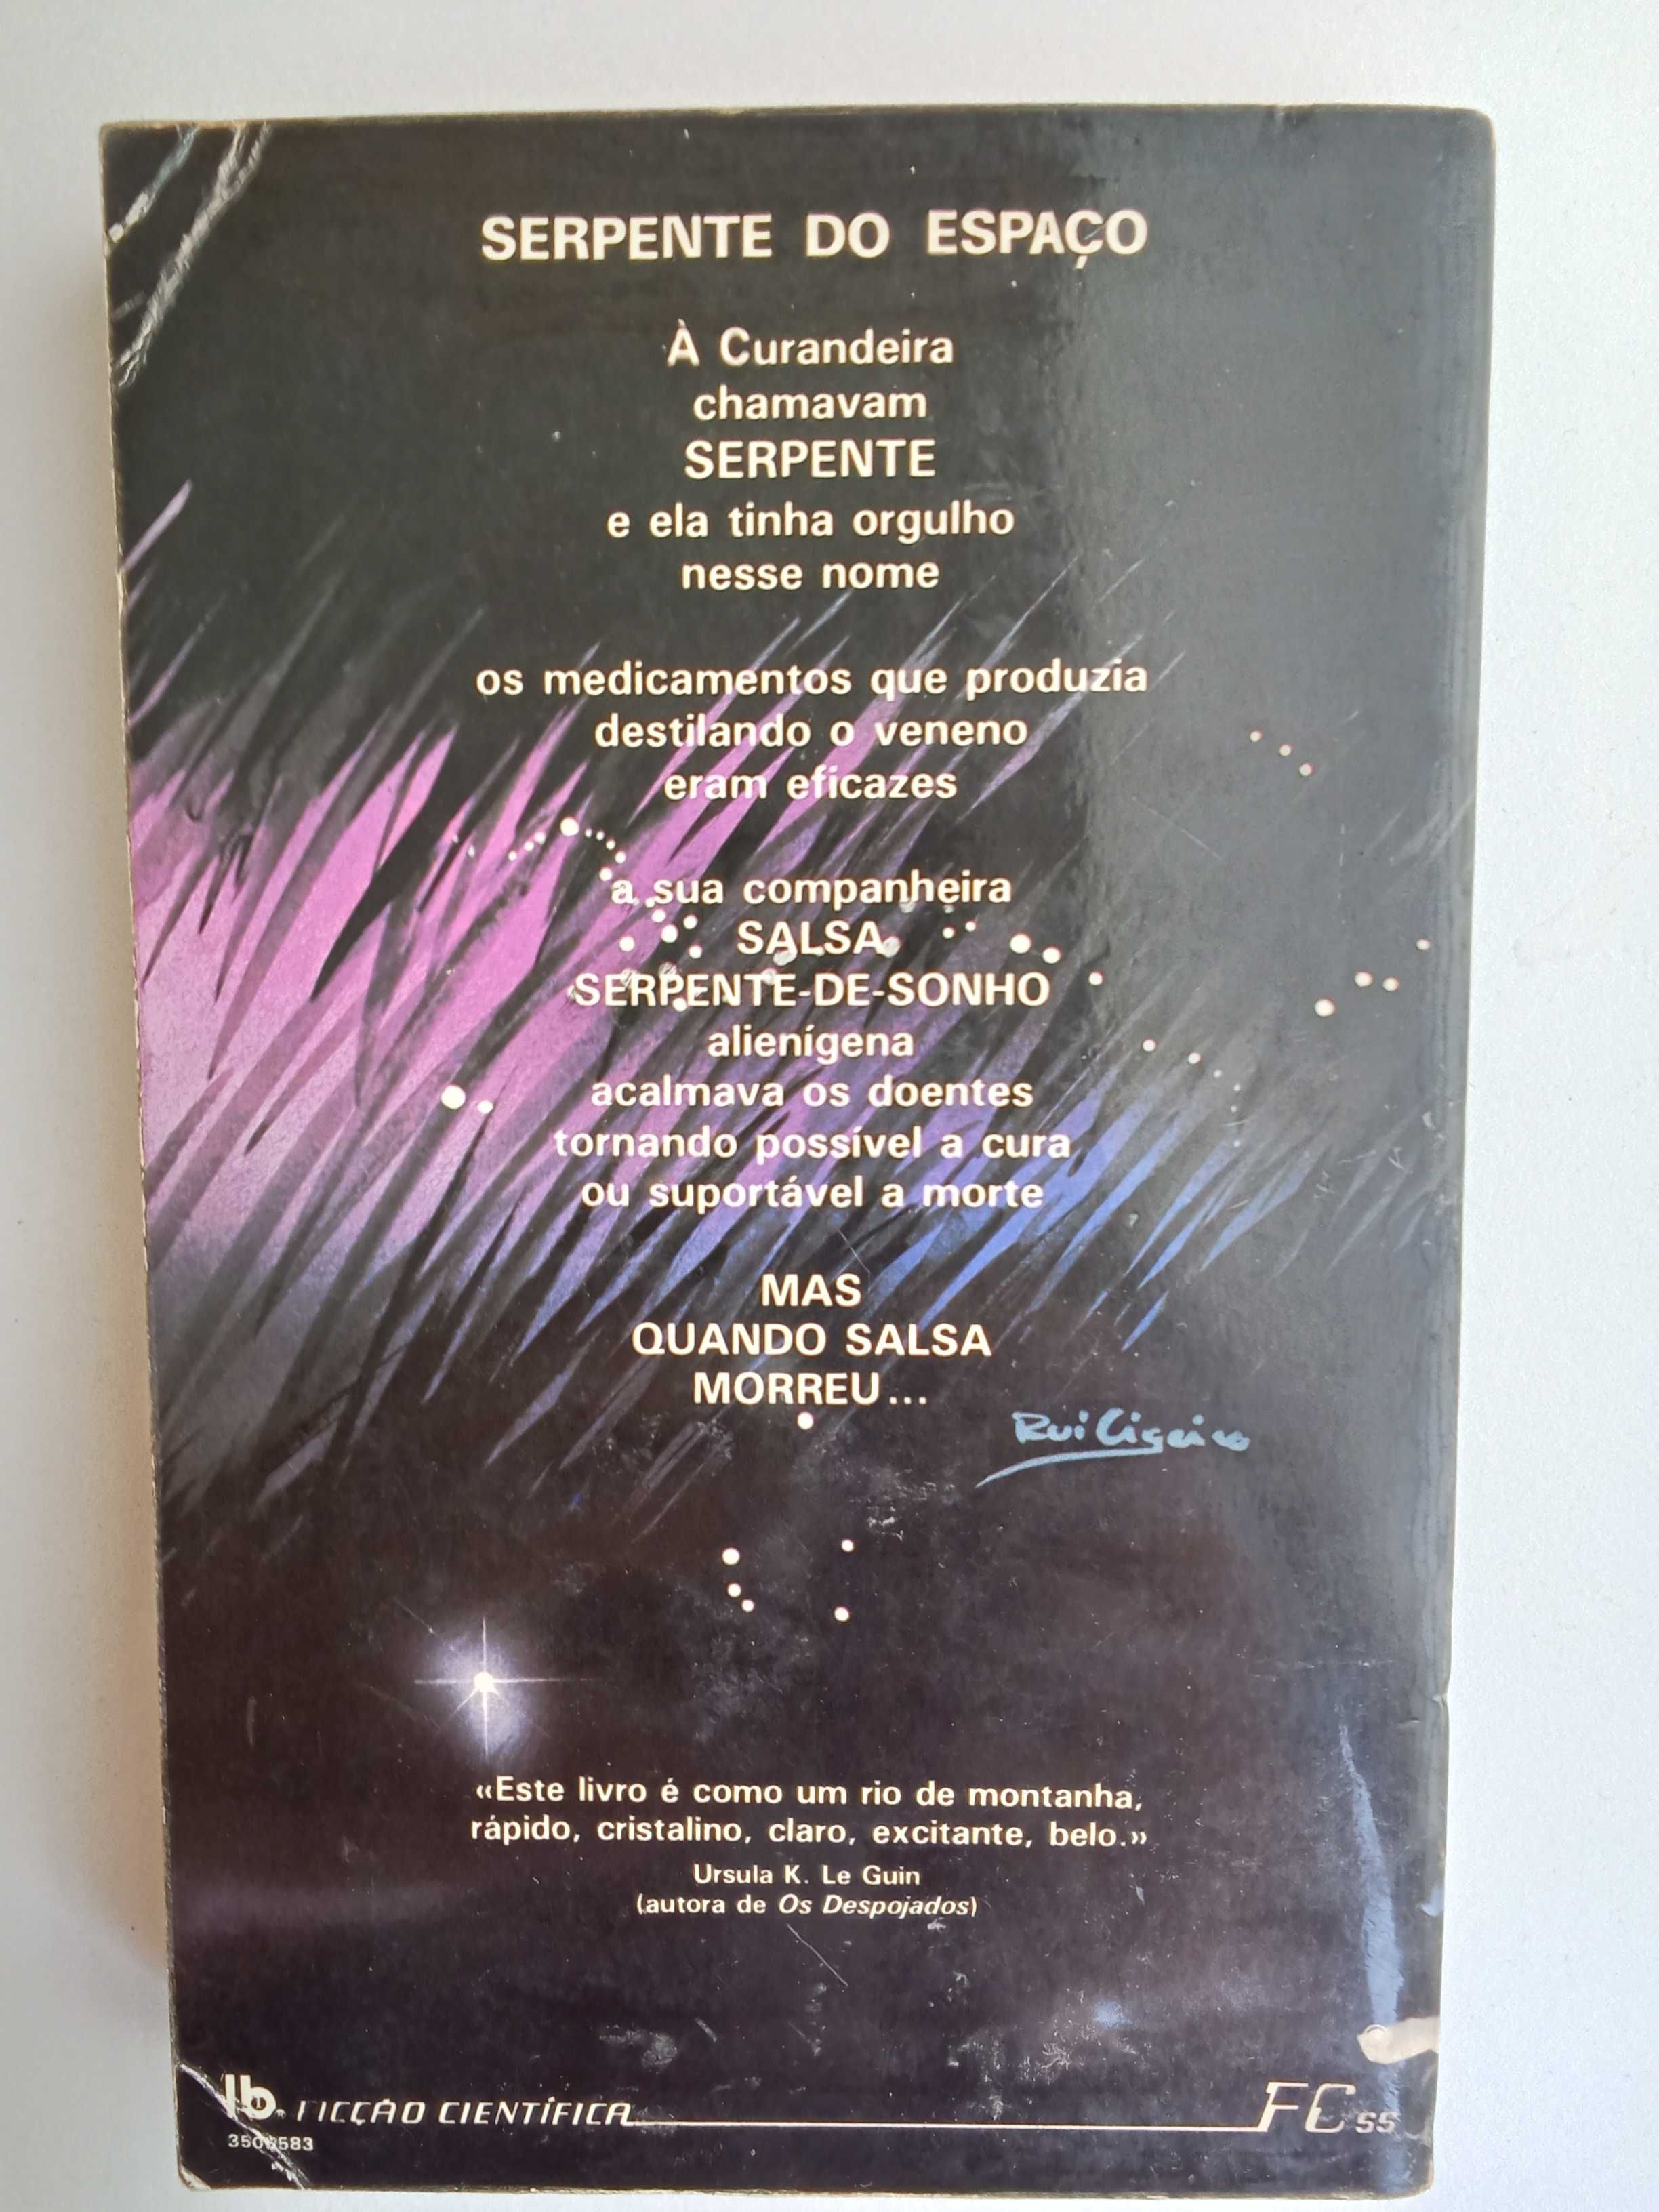 SERPENTE DO ESPAÇO
À Curandeira
chamavam
SERPENTE
e ela tinha orgulho
nesse nome
os medicamentos que produzia
destilando o veneno
eram eficazes
a sua companheira
SALSA
SERPENTE-DE-SONHO
alienígena
acalmava os doentes
tornando possível a cura
ou suportável a morte
MAS
QUANDO SALSA
MORREU...
Rui Ligeiro
«Este livro é como um rio de montanha,
rápido, cristalino, claro, excitante, belo.»
Ursula K. Le Guin
(autora de Os Despojados)
lb. FICÇÃO CIENTÍFICA FC 55